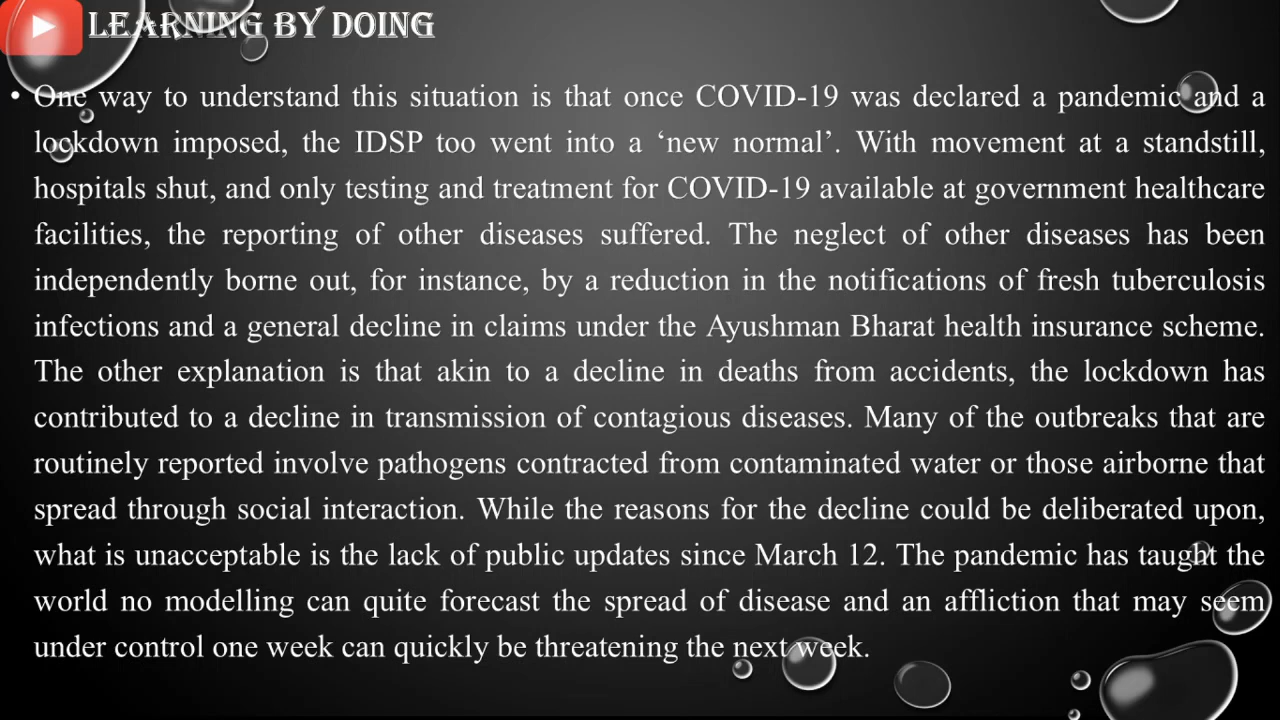 LEARNING BY DOING
• One way to understand this situation is that once COVID-19 was declared a pandemic and a
lockdown imposed, the IDSP too went into a ‘new normal’. With movement at a standstill,
hospitals shut, and only testing and treatment for COVID-19 available at government healthcare
facilities, the reporting of other diseases suffered. The neglect of other diseases has been
independently borne out, for instance, by a reduction in the notifications of fresh tuberculosis
infections and a general decline in claims under the Ayushman Bharat health insurance scheme.
The other explanation is that akin to a decline in deaths from accidents, the lockdown has
contributed to a decline in transmission of contagious diseases. Many of the outbreaks that are
routinely reported involve pathogens contracted from contaminated water or those airborne that
spread through social interaction. While the reasons for the decline could be deliberated upon,
what is unacceptable is the lack of public updates since March 12. The pandemic has taught the
world no modelling can quite forecast the spread of disease and an affliction that may seem
under control one week can quickly be threatening the next week.